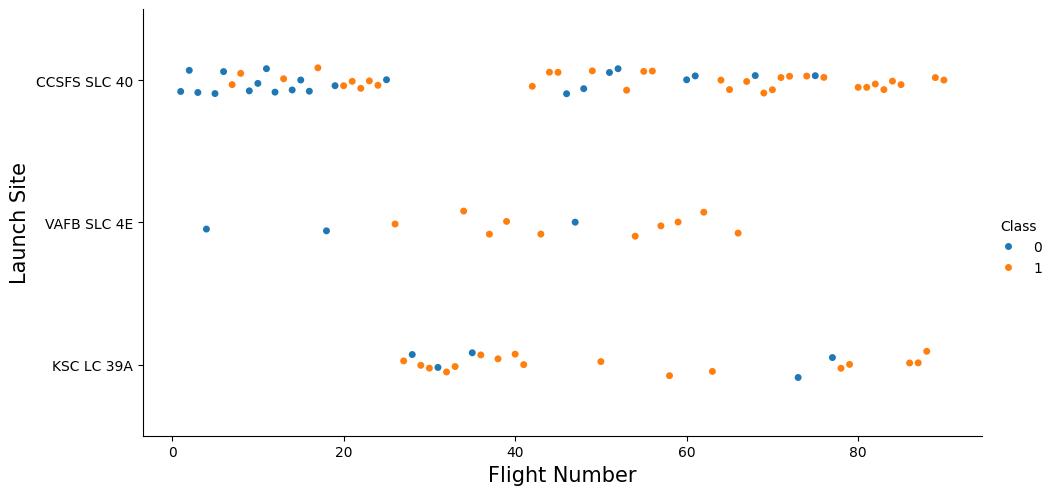 Launch Site
CCSFS SLC 40
VAFB SLC 4E
KSC LC 39A
0
20
40
60
80
Flight Number
Class
0
1